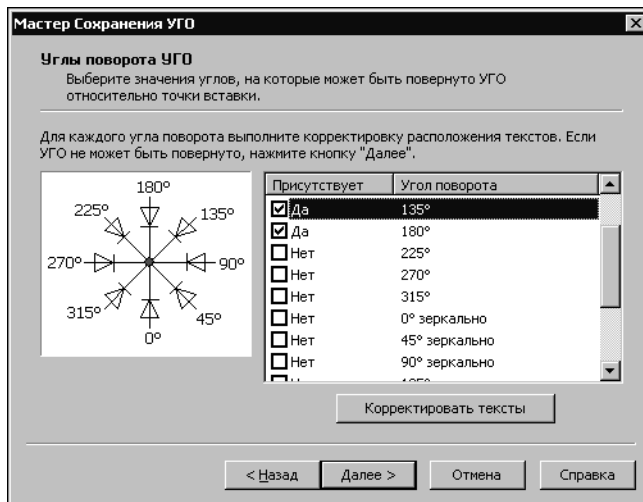 Мастер Сохранения УГО
Углы поворота УГО
Выберите значения углов, на которые может быть повернуто УГО
относительно точки вставки.
Для каждого угла поворота выполните корректировку расположения текстов. Если
УГО не может быть повернуто, нажмите кнопку "Далее".
180°
225°
135°
270°
90°
315°
45°
0°
Присутствует Угол поворота
Да 135°
Да 180°
Нет 225°
Нет 270°
Нет 315°
Нет 0° зеркально
Нет 45° зеркально
Нет 90° зеркально
Корректировать тексты
< Назад Далее > Отмена Справка